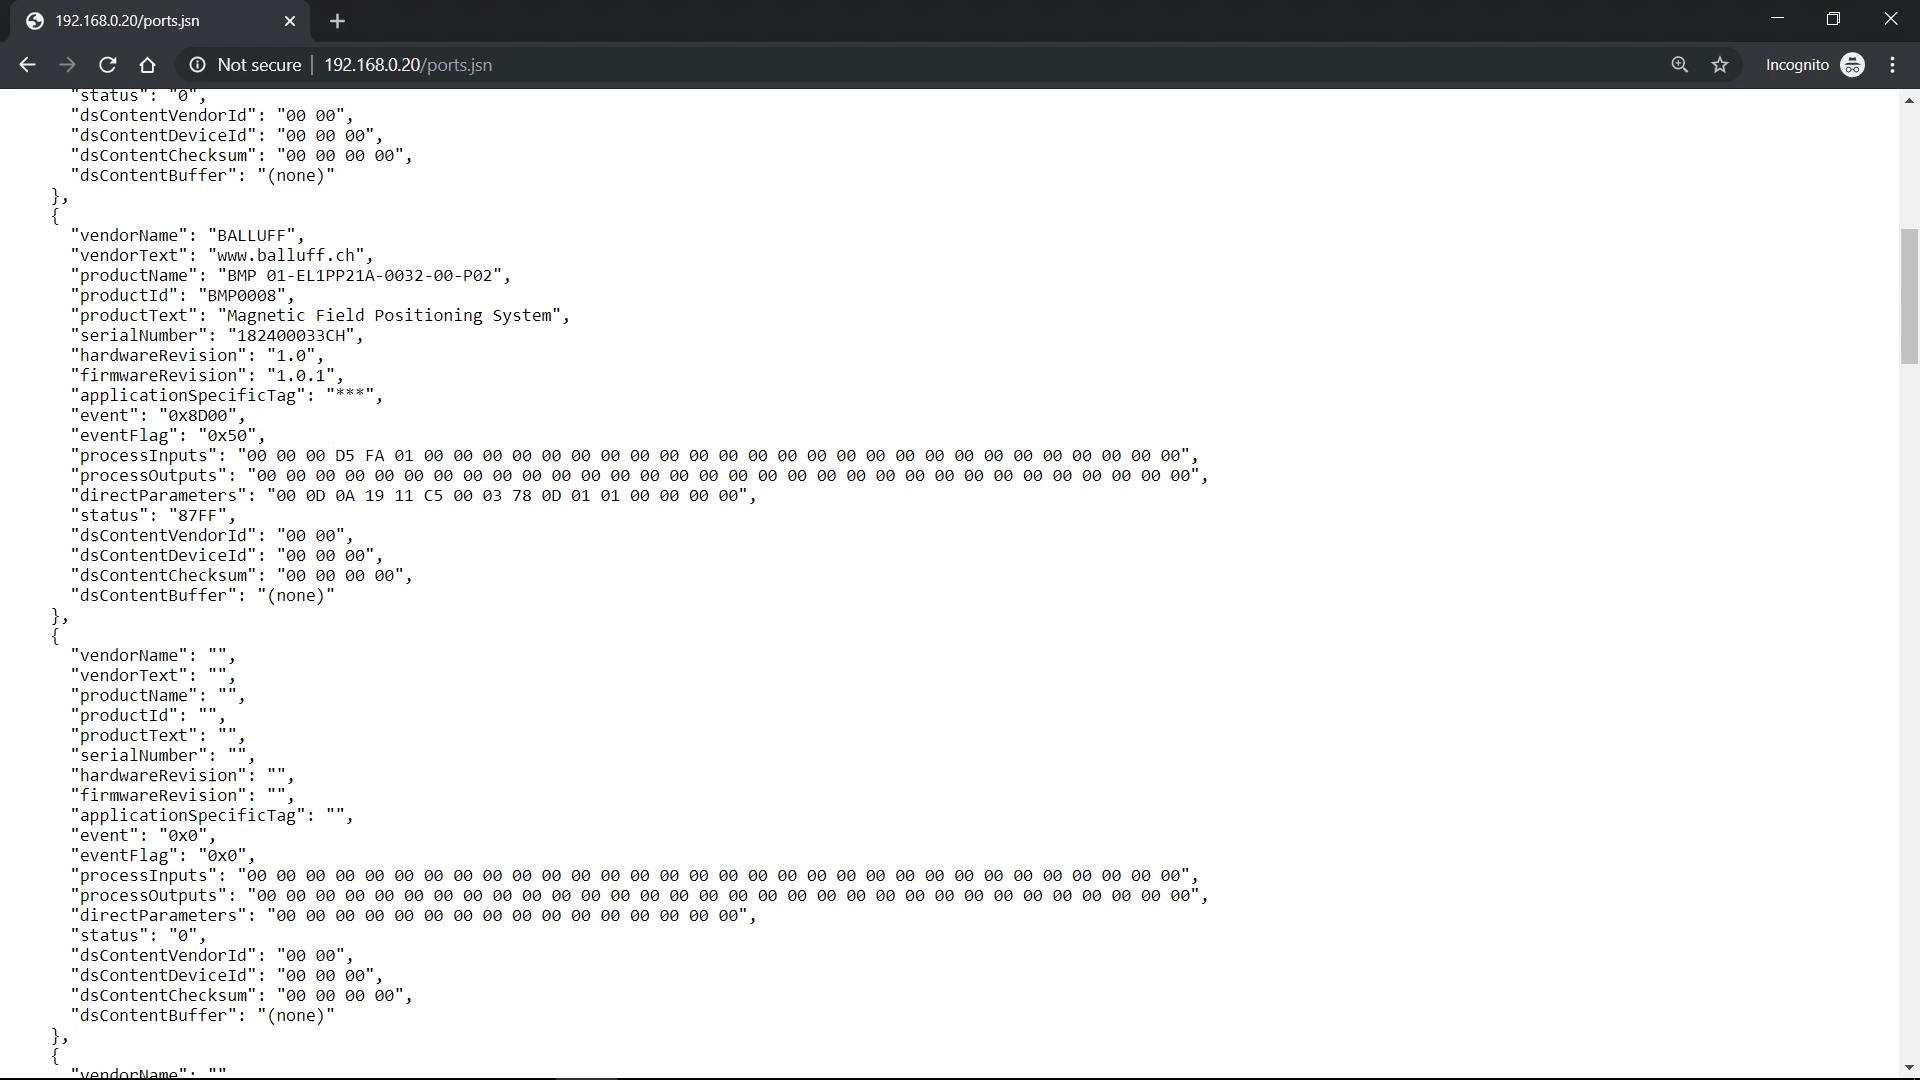 192.168.0.20/ports.jsn
Not secure | 192.168.0.20/ports.jsn
Incognito
"status": "0",
"dsContentVendorId": "00 00",
"dsContentDeviceId": "00 00 00",
"dsContentChecksum": "00 00 00 00",
"dsContentBuffer": "(none)"
},
{
"vendorName": "BALLUFF",
"vendorText": "www.balluff.ch",
"productName": "BMP 01-EL1PP21A-0032-00-P02",
"productId": "BMP0008",
"productText": "Magnetic Field Positioning System",
"serialNumber": "182400033CH",
"hardwareRevision": "1.0",
"firmwareRevision": "1.0.1",
"applicationSpecificTag": "***",
"event": "0x8D00",
"eventFlag": "0x50",
"processInputs": "00 00 00 D5 FA 01 00 00 00 00 00 00 00 00 00 00 00 00 00 00 00 00 00 00 00 00 00 00 00 00 00 00",
"processOutputs": "00 00 00 00 00 00 00 00 00 00 00 00 00 00 00 00 00 00 00 00 00 00 00 00 00 00 00 00 00 00 00 00",
"directParameters": "00 0D 0A 19 11 C5 00 03 78 0D 01 01 00 00 00 00",
"status": "87FF",
"dsContentVendorId": "00 00",
"dsContentDeviceId": "00 00 00",
"dsContentChecksum": "00 00 00 00",
"dsContentBuffer": "(none)"
},
{
"vendorName": "",
"vendorText": "",
"productName": "",
"productId": "",
"productText": "",
"serialNumber": "",
"hardwareRevision": "",
"firmwareRevision": "",
"applicationSpecificTag": "",
"event": "0x0",
"eventFlag": "0x0",
"processInputs": "00 00 00 00 00 00 00 00 00 00 00 00 00 00 00 00 00 00 00 00 00 00 00 00 00 00 00 00 00 00 00 00",
"processOutputs": "00 00 00 00 00 00 00 00 00 00 00 00 00 00 00 00 00 00 00 00 00 00 00 00 00 00 00 00 00 00 00 00",
"directParameters": "00 00 00 00 00 00 00 00 00 00 00 00 00 00 00 00",
"status": "0",
"dsContentVendorId": "00 00",
"dsContentDeviceId": "00 00 00",
"dsContentChecksum": "00 00 00 00",
"dsContentBuffer": "(none)"
},
{
"vendorName": ""